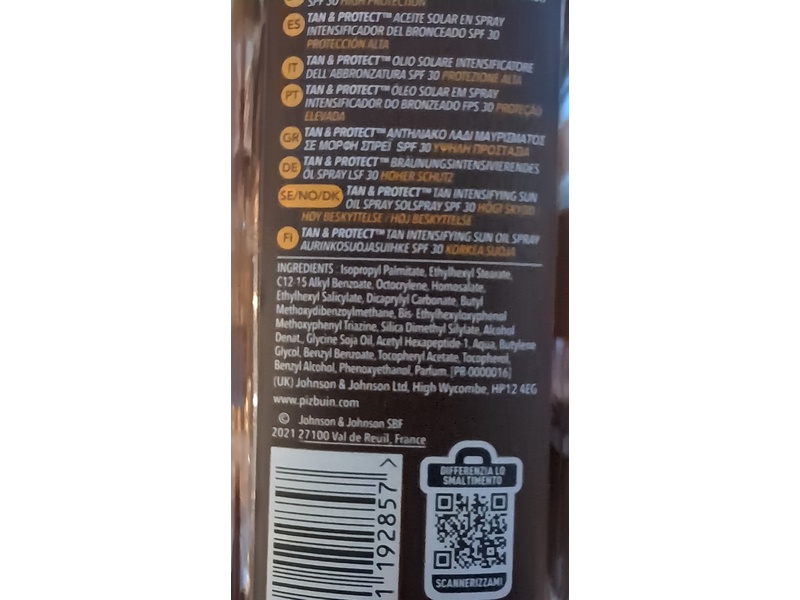 SPF 30 HIGH PROTECTION
ES TAN & PROTECT™ ACEITE SOLAR EN SPRAY
INTENSIFICADOR DEL BRONCEADO SPF 30
PROTECCIÓN ALTA
IT TAN & PROTECT™ OLIO SOLARE INTENSIFICATORE
DELL'ABBRONZATURA SPF 30 PROTEZIONE ALTA
PT TAN & PROTECT™ ÓLEO SOLAR EM SPRAY
INTENSIFICADOR DO BRONZEADO FPS 30 PROTEÇÃO
ELEVADA
GR TAN & PROTECT™ ΑΝΤΗΛΙΑΚΟ ΛΑΔΙ ΜΑΥΡΙΣΜΑΤΟΣ
ΣΕ ΜΟΡΦΗ ΣΠΡΕΪ SPF 30 ΥΨΗΛΗ ΠΡΟΣΤΑΣΙΑ
DE TAN & PROTECT™ BRÄUNUNGSINTENSIVIERENDES
ÖL SPRAY LSF 30 HOHER SCHUTZ
SE/NO/DK TAN & PROTECT™ TAN INTENSIFYING SUN
OIL SPRAY SOLSPRAY SPF 30 HÖGT SKYDD
HØY BESKYTTELSE / HØJ BESKYTTELSE
FI TAN & PROTECT™ TAN INTENSIFYING SUN OIL SPRAY
AURINKOSUOJASUIHKE SPF 30 KORKEA SUOJA
INGREDIENTS: Isopropyl Palmitate, Ethylhexyl Stearate,
C12-15 Alkyl Benzoate, Octocrylene, Homosalate,
Ethylhexyl Salicylate, Dicaprylyl Carbonate, Butyl
Methoxydibenzoylmethane, Bis-Ethylhexyloxyphenol
Methoxyphenyl Triazine, Silica Dimethyl Silylate, Alcohol
Denat., Glycine Soja Oil, Acetyl Hexapeptide-1, Aqua, Butylene
Glycol, Benzyl Benzoate, Tocopheryl Acetate, Tocopherol,
Benzyl Alcohol, Phenoxyethanol, Parfum. [PR-0000016]
(UK) Johnson & Johnson Ltd, High Wycombe, HP12 4EG
www.pizbuin.com
© Johnson & Johnson SBF
2021 27100 Val de Reuil, France
1192857>
DIFFERENZIA LO
SMALTIMENTO
SCANNERIZZAMI